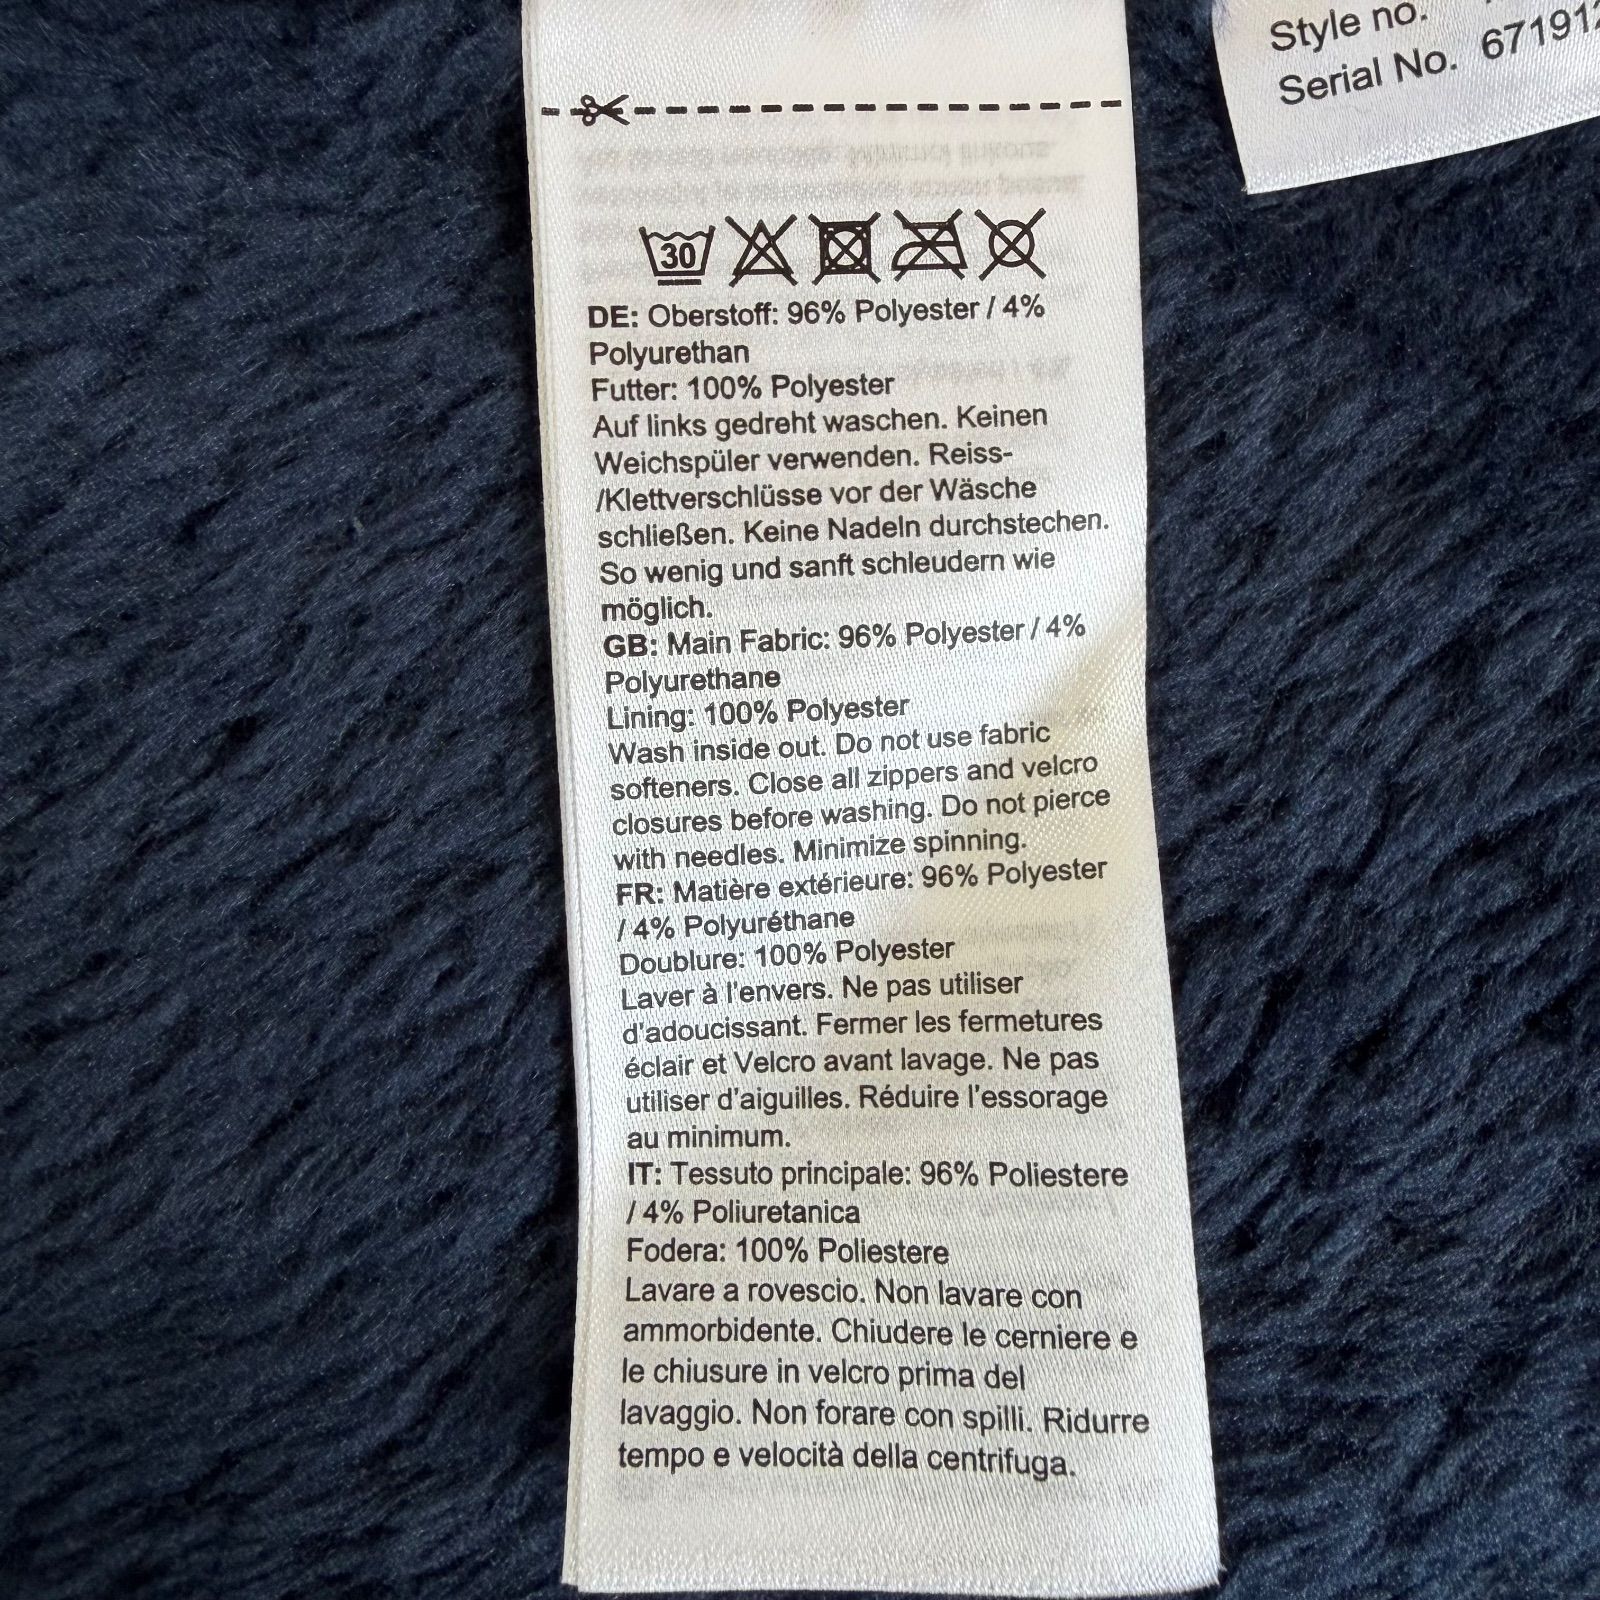 Style no.
Serial No. 67191
30
DE: Oberstoff: 96% Polyester / 4%
Polyurethan
Futter: 100% Polyester
Auf links gedreht waschen. Keinen
Weichspüler verwenden. Reiss-
/Klettverschlüsse vor der Wäsche
schließen. Keine Nadeln durchstechen.
So wenig und sanft schleudern wie
möglich.
GB: Main Fabric: 96% Polyester / 4%
Polyurethane
Lining: 100% Polyester
Wash inside out. Do not use fabric
softeners. Close all zippers and velcro
closures before washing. Do not pierce
with needles. Minimize spinning.
FR: Matière extérieure: 96% Polyester
/ 4% Polyuréthane
Doublure: 100% Polyester
Laver à l'envers. Ne pas utiliser
d'adoucissant. Fermer les fermetures
éclair et Velcro avant lavage. Ne pas
utiliser d'aiguilles. Réduire l'essorage
au minimum.
IT: Tessuto principale: 96% Poliestere
/ 4% Poliuretanica
Fodera: 100% Poliestere
Lavare a rovescio. Non lavare con
ammorbidente. Chiudere le cerniere e
le chiusure in velcro prima del
lavaggio. Non forare con spilli. Ridurre
tempo e velocità della centrifuga.